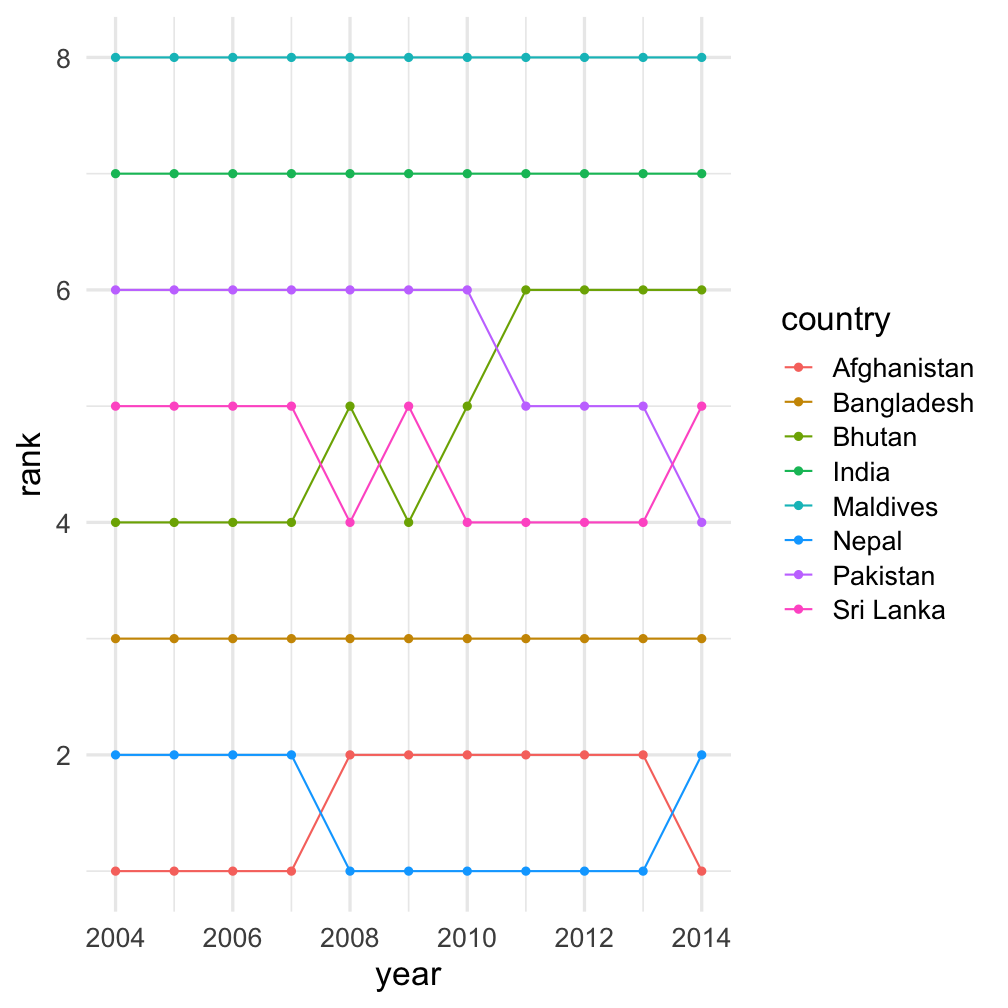 8
6
4
2
rank
2004 2006 2008 2010 2012 2014
year
country
Afghanistan
Bangladesh
Bhutan
India
Maldives
Nepal
Pakistan
Sri Lanka